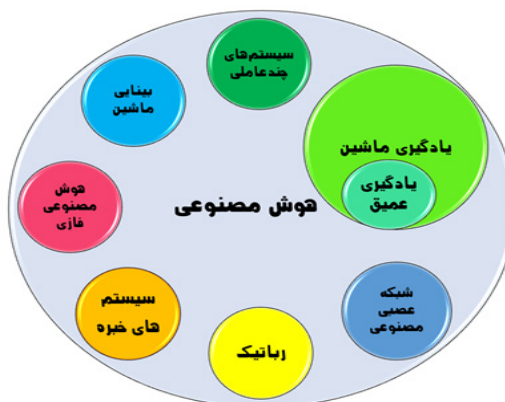 سیستم‌های
چندعاملی
بینایی
ماشین
یادگیری ماشین
یادگیری
عمیق
هوش
مصنوعی
فازی
هوش مصنوعی
سیستم
های خبره
رباتیک
شبکه
عصبی
مصنوعی